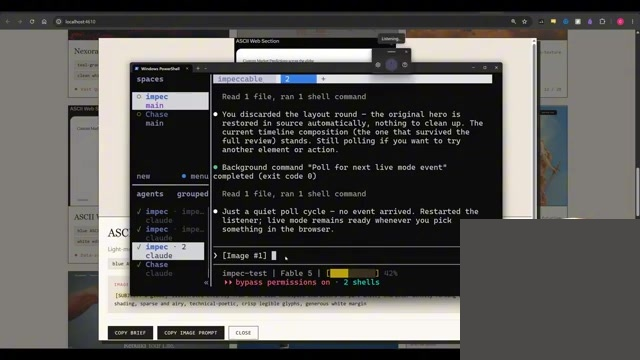 localhost:4610
ASCII Web Section
Listening...
Nexora
Windows PowerShell
spaces
impeccable 2 +
impec
main
Chase
main
Read 1 file, ran 1 shell command
You discarded the layout round — the original hero is
restored in source automatically, nothing to clean up. The
current timeline composition (the one that survived the
full review) stands. Still polling if you want to try
another element or action.
Background command "Poll for next live mode event"
completed (exit code 0)
new menu
agents grouped
Read 1 file, ran 1 shell command
✓ impec · impe…
claude
✓ impec · impe…
claude
✓ impec · 2
claude
✓ Chase
Just a quiet poll cycle — no event arrived. Restarted the
listener; live mode remains ready whenever you pick
something in the browser.
❯ [Image #1]
impec-test | Fable 5 | 42%
bypass permissions on · 2 shells
«
ASC
Light-mo
shading, sparse and airy, technical-poetic, crisp legible glyphs, generous white margin
COPY BRIEF
COPY IMAGE PROMPT
CLOSE